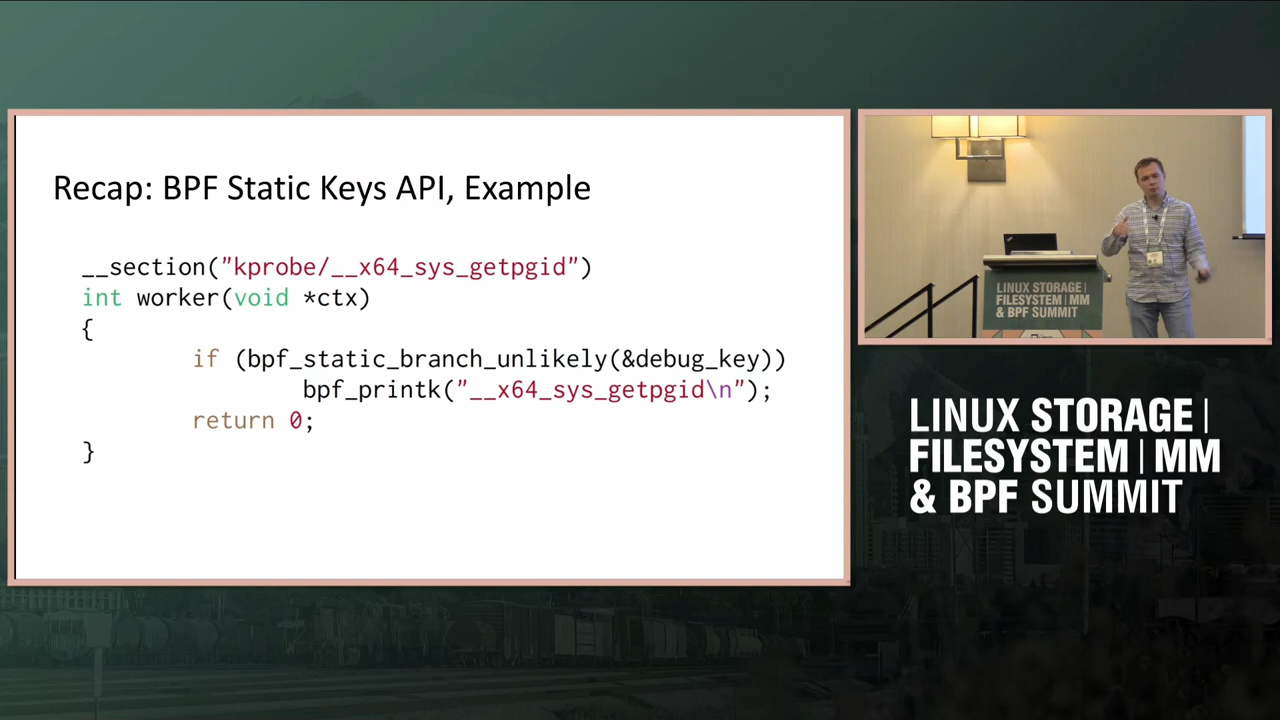 Recap: BPF Static Keys API, Example
__section("kprobe/__x64_sys_getpgid")
int worker(void *ctx)
{
if (bpf_static_branch_unlikely(&debug_key))
bpf_printk("__x64_sys_getpgid\n");
return 0;
}
LINUX STORAGE |
FILESYSTEM | MM
& BPF SUMMIT
LINUX STORAGE |
FILESYSTEM | MM
& BPF SUMMIT